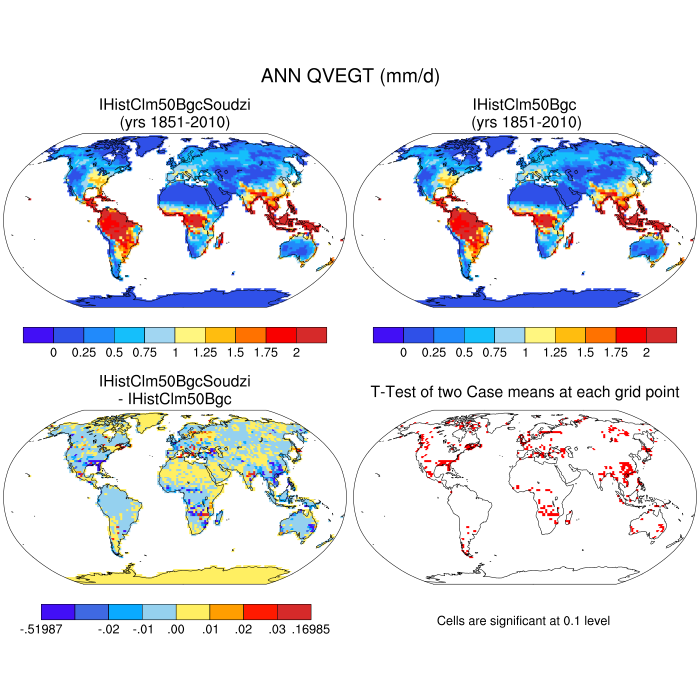 ANN QVEGT (mm/d)
IHistClm50BgcSoudzi
(yrs 1851-2010)
IHistClm50Bgc
(yrs 1851-2010)
0 0.25 0.5 0.75 1 1.25 1.5 1.75 2
0 0.25 0.5 0.75 1 1.25 1.5 1.75 2
IHistClm50BgcSoudzi
- IHistClm50Bgc
T-Test of two Case means at each grid point
-.51987 -.02 -.01 .00 .01 .02 .03 .16985
Cells are significant at 0.1 level